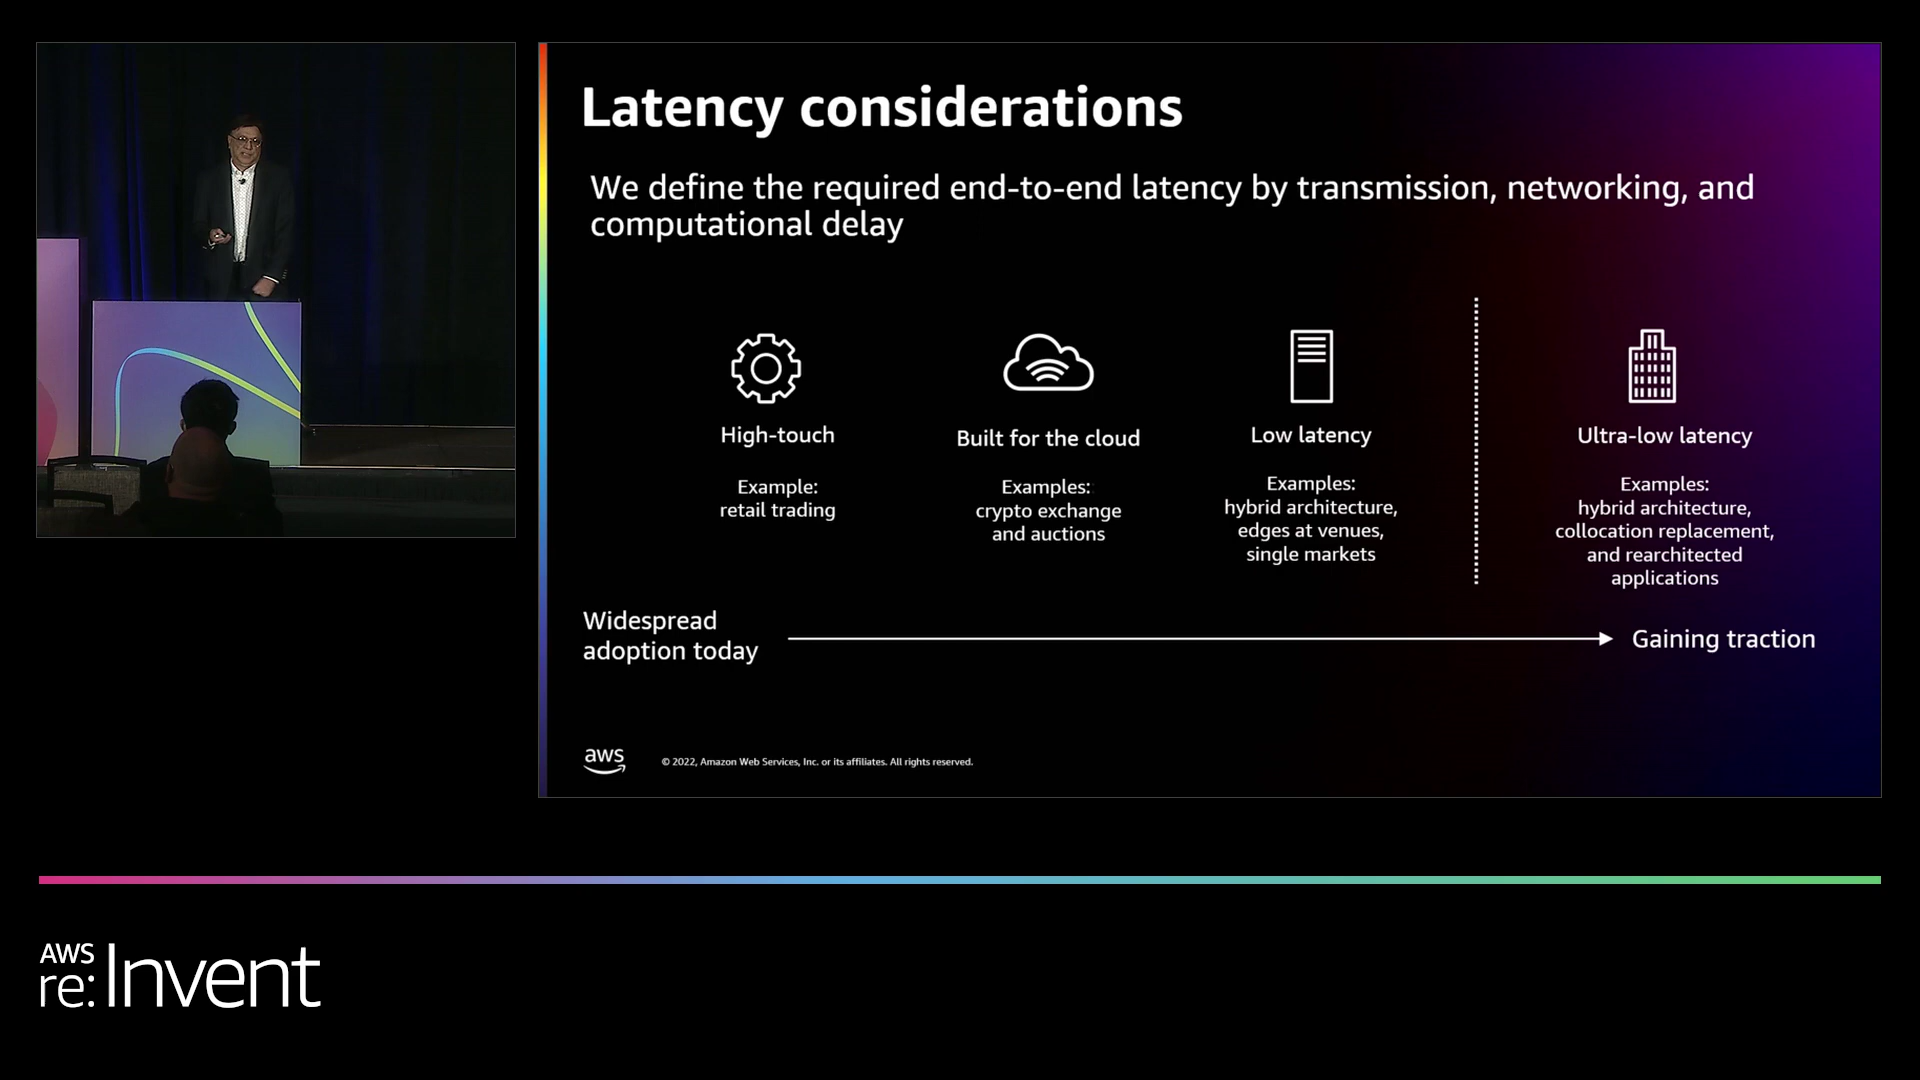 Latency considerations
We define the required end-to-end latency by transmission, networking, and
computational delay
High-touch
Example:
retail trading
Built for the cloud
Examples:
crypto exchange
and auctions
Low latency
Examples:
hybrid architecture,
edges at venues,
single markets
Ultra-low latency
Examples:
hybrid architecture,
collocation replacement,
and rearchitected
applications
Widespread
adoption today
Gaining traction
aws
© 2022, Amazon Web Services, Inc. or its affiliates. All rights reserved.
AWS
re:Invent